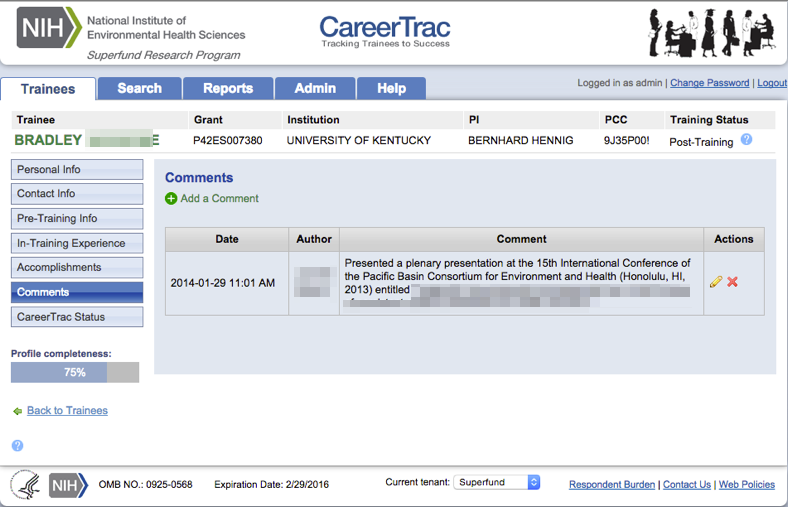 NIH National Institute of
Environmental Health Sciences
Superfund Research Program
CareerTrac
Tracking Trainees to Success
Trainees Search Reports Admin Help
Logged in as admin | Change Password | Logout
Trainee Grant Institution PI PCC Training Status
BRADLEY P42ES007380 UNIVERSITY OF KENTUCKY BERNHARD HENNIG 9J35P00! Post-Training ?
Personal Info
Contact Info
Pre-Training Info
In-Training Experience
Accomplishments
Comments
CareerTrac Status
Profile completeness:
75%
Back to Trainees
?
Comments
Add a Comment
Date Author Comment Actions
2014-01-29 11:01 AM
Presented a plenary presentation at the 15th International Conference of
the Pacific Basin Consortium for Environment and Health (Honolulu, HI,
2013) entitled
NIH OMB NO.: 0925-0568 Expiration Date: 2/29/2016 Current tenant: Superfund Respondent Burden | Contact Us | Web Policies